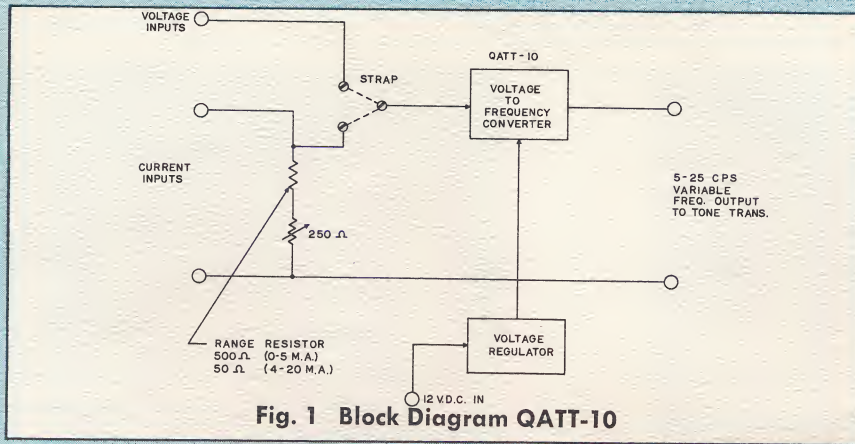 VOLTAGE
INPUTS
STRAP
QATT-10
VOLTAGE
TO
FREQUENCY
CONVERTER
CURRENT
INPUTS
250 Ω
5-25 CPS
VARIABLE
FREQ. OUTPUT
TO TONE TRANS.
RANGE RESISTOR
500 Ω (0-5 M.A.)
50 Ω (4-20 M.A.)
VOLTAGE
REGULATOR
12 V.D.C. IN
Fig. 1 Block Diagram QATT-10